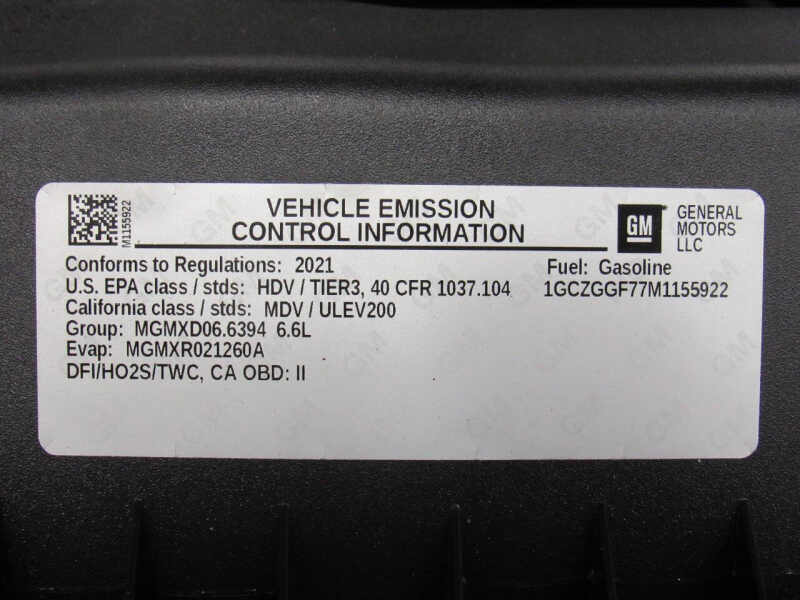 M1155922
VEHICLE EMISSION
CONTROL INFORMATION
GM
GENERAL
MOTORS
LLC
Conforms to Regulations: 2021
Fuel: Gasoline
U.S. EPA class / stds: HDV / TIER3, 40 CFR 1037.104
1GCZGGF77M1155922
California class / stds: MDV / ULEV200
Group: MGMXD06.6394 6.6L
Evap: MGMXR021260A
DFI/HO2S/TWC, CA OBD: II